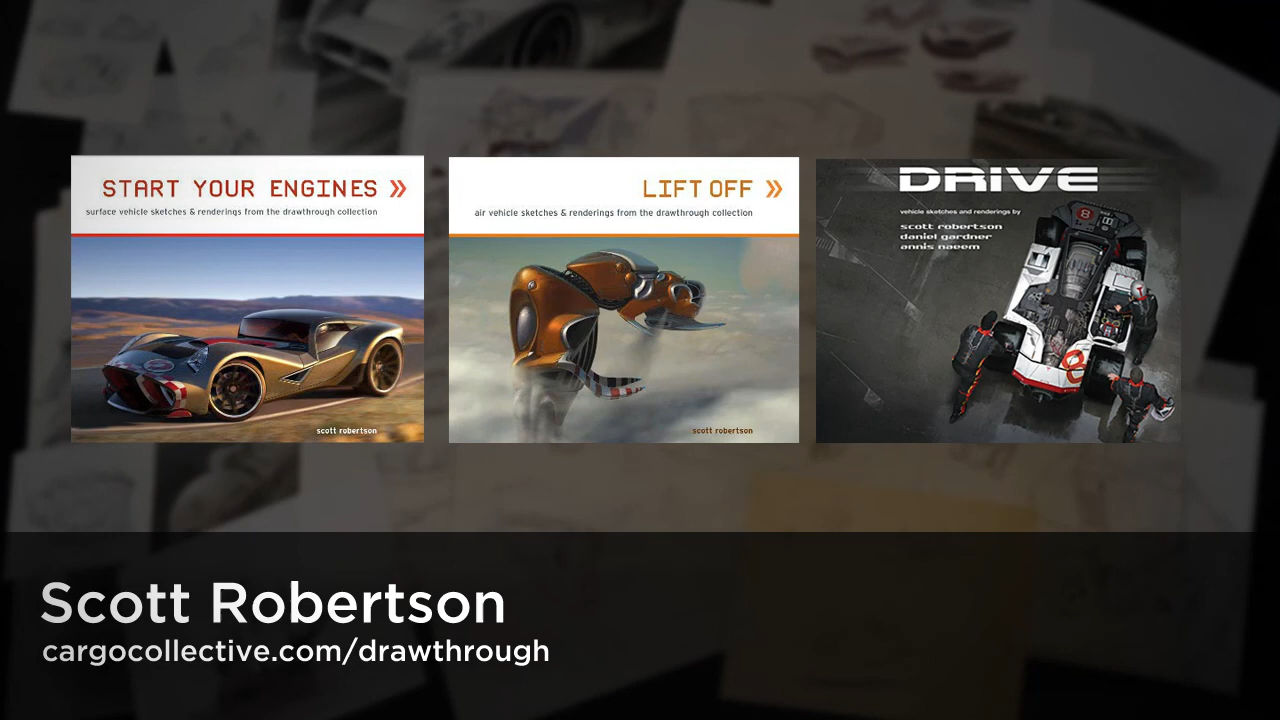 START YOUR ENGINES »
surface vehicle sketches & renderings from the drawthrough collection
scott robertson
LIFT OFF »
air vehicle sketches & renderings from the drawthrough collection
scott robertson
DRIVE
vehicle sketches and renderings by
scott robertson
daniel gardner
annis naeem
8
8
Scott Robertson
cargocollective.com/drawthrough